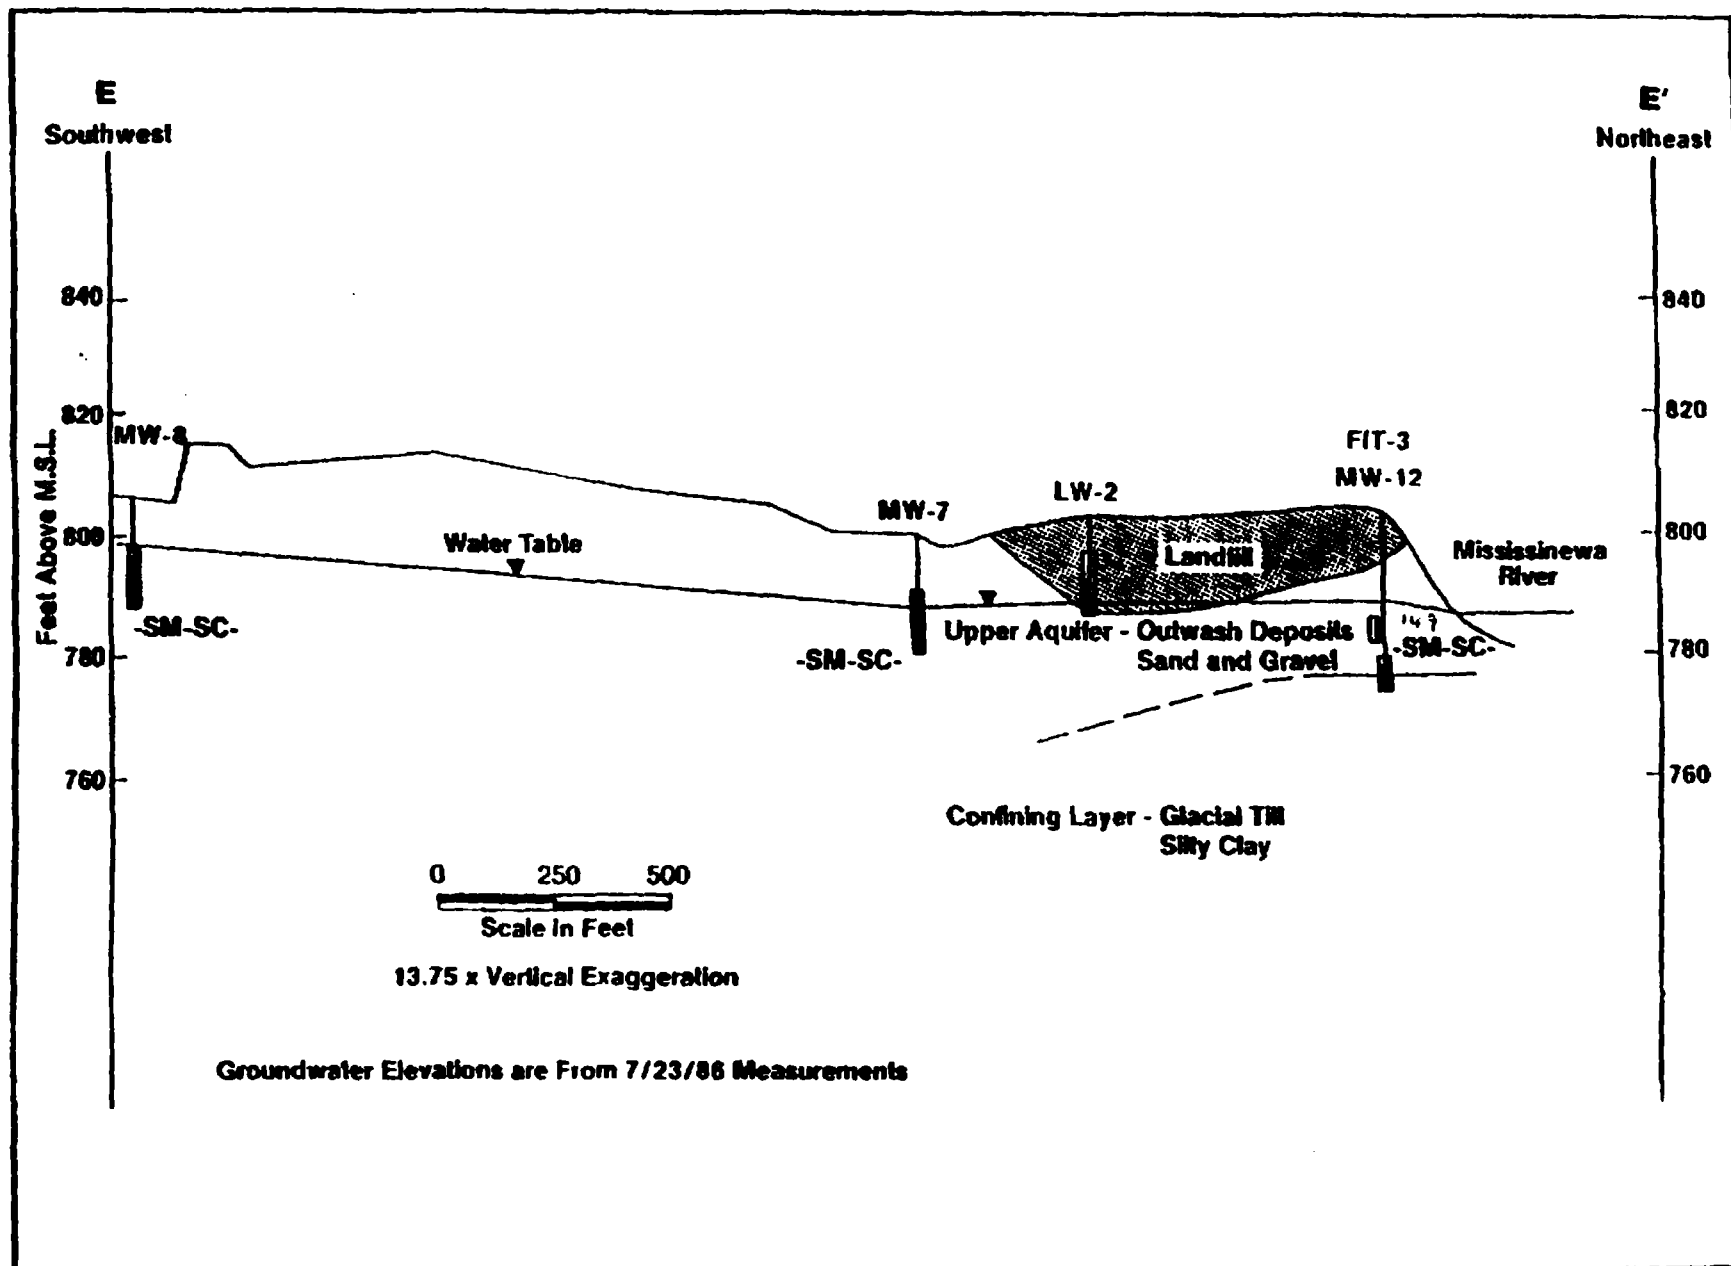 E
Southwest
E'
Northeast
840
840
820
820
MW-8
FIT-3
MW-12
LW-2
MW-7
Feet Above M.S.L.
800
800
Water Table
Landfill
Mississinewa
River
-SM-SC-
Upper Aquifer - Outwash Deposits
Sand and Gravel
147
-SM-SC-
-SM-SC-
780
780
760
760
Confining Layer - Glacial Till
Silty Clay
0 250 500
Scale in Feet
13.75 x Vertical Exaggeration
Groundwater Elevations are From 7/23/86 Measurements